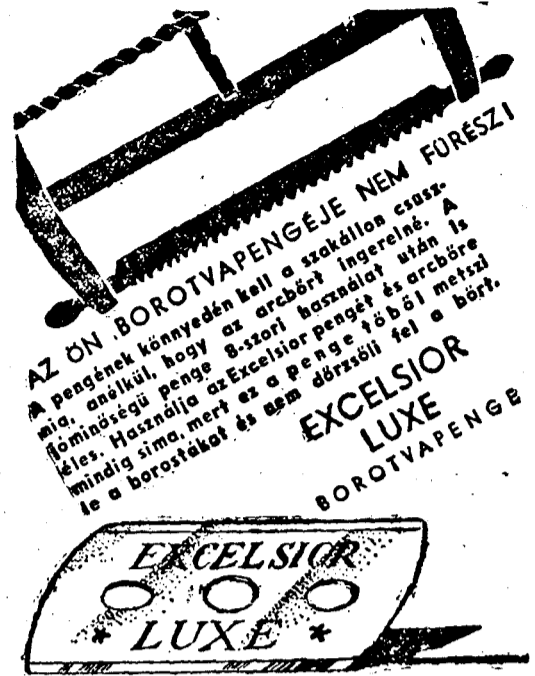 AZ ÖN BOROTVAPENGÉJE NEM FŰRÉSZ!
A pengének könnyedén kell a szakállon csusz-
nia, anélkül, hogy az arcbőrt ingerelné. A
jóminőségű penge 8-szori használat után is
éles. Használja az Excelsior pengét és arcbőre
mindig sima, mert ez a penge tőből metszi
le a borostákat és nem dörzsöli fel a bőrt.
EXCELSIOR
LUXE
BOROTVAPENGE
EXCELSIOR
* LUXE *